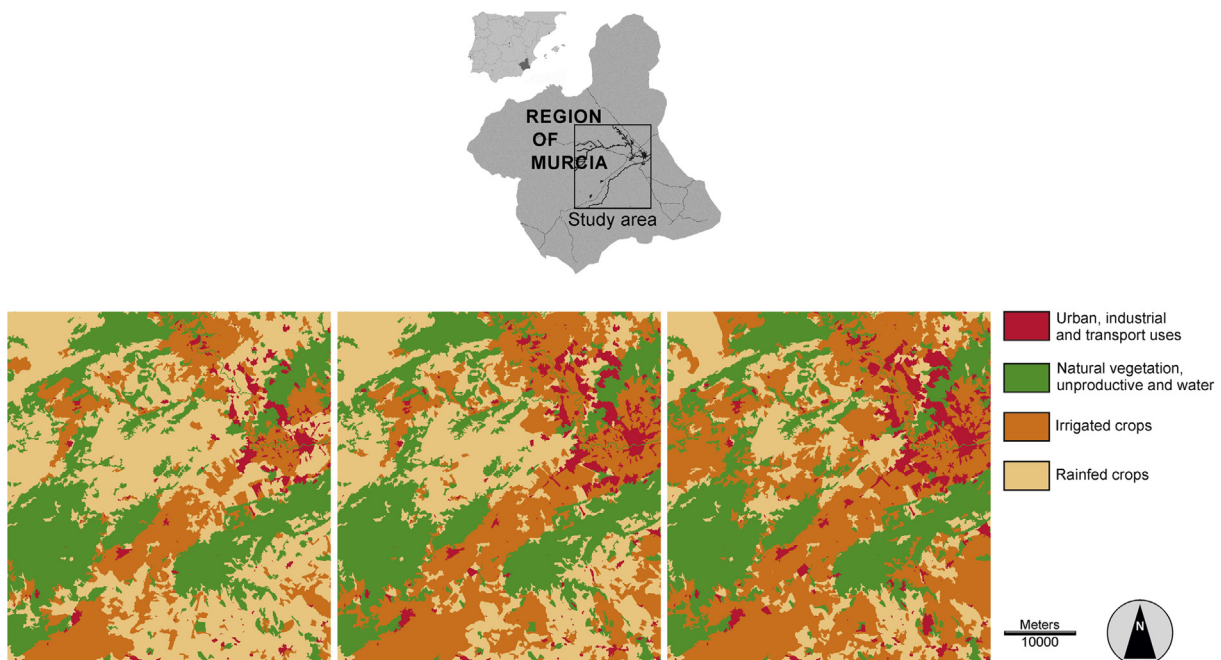 REGION
OF
MURCIA
Study area
Urban, industrial
and transport uses
Natural vegetation,
unproductive and water
Irrigated crops
Rainfed crops
Meters
10000
N